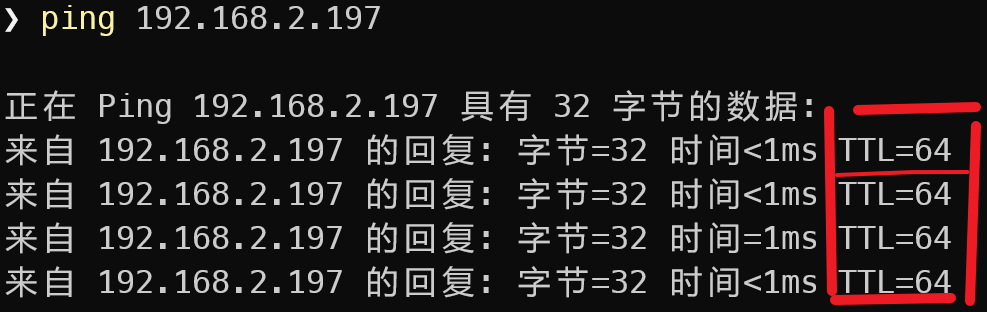 ❯ ping 192.168.2.197
正在 Ping 192.168.2.197 具有 32 字节的数据:
来自 192.168.2.197 的回复: 字节=32 时间<1ms TTL=64
来自 192.168.2.197 的回复: 字节=32 时间<1ms TTL=64
来自 192.168.2.197 的回复: 字节=32 时间=1ms TTL=64
来自 192.168.2.197 的回复: 字节=32 时间<1ms TTL=64